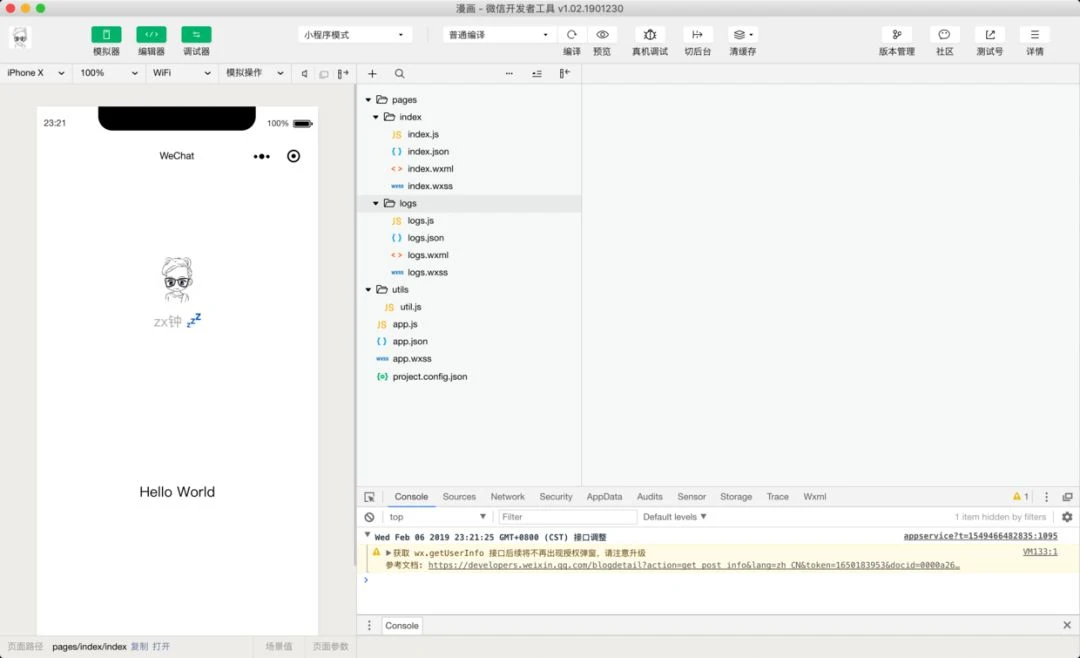 漫画 - 微信开发者工具 v1.02.1901230
模拟器 编辑器 调试器 小程序模式 普通编译 编译 预览 真机调试 切后台 清缓存 版本管理 社区 测试号 详情
iPhone X 100% WiFi 模拟操作
23:21 100%
WeChat
zx钟 zzZ
Hello World
pages
index
JS index.js
{ } index.json
< > index.wxml
wxss index.wxss
logs
JS logs.js
{ } logs.json
< > logs.wxml
wxss logs.wxss
utils
JS util.js
JS app.js
{ } app.json
wxss app.wxss
{o} project.config.json
Console Sources Network Security AppData Audits Sensor Storage Trace Wxml 1
top Filter Default levels 1 item hidden by filters
Wed Feb 06 2019 23:21:25 GMT+0800 (CST) 接口调整 appservice?t=1549466482835:1095
获取 wx.getUserInfo 接口后续将不再出现授权弹窗，请注意升级 VM133:1
参考文档: https://developers.weixin.qq.com/blogdetail?action=get_post_info&lang=zh_CN&token=1650183953&docid=0000a26…
Console
页面路径 pages/index/index 复制 打开 场景值 页面参数